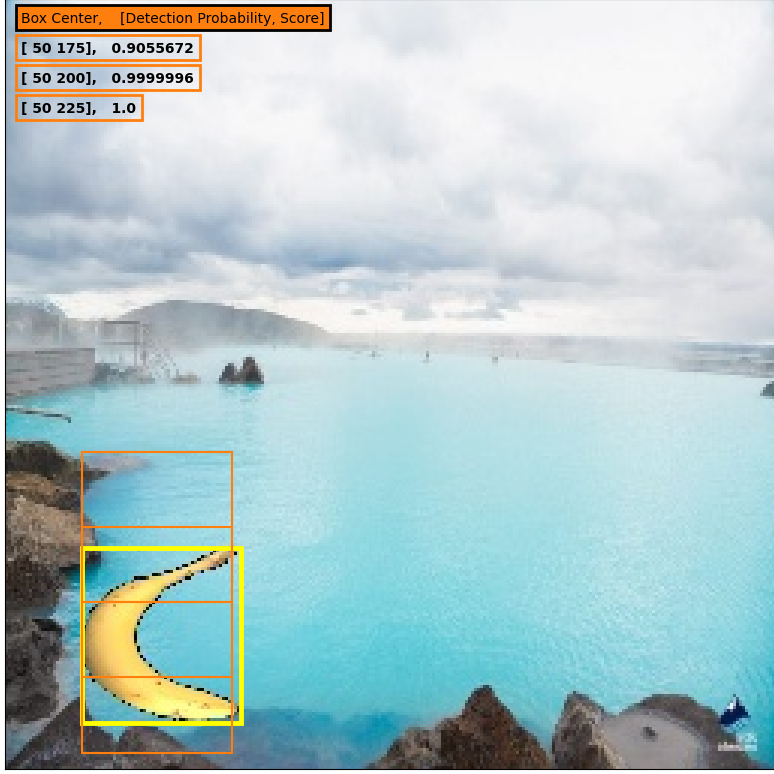 Box Center, [Detection Probability, Score]
[ 50 175], 0.9055672
[ 50 200], 0.9999996
[ 50 225], 1.0